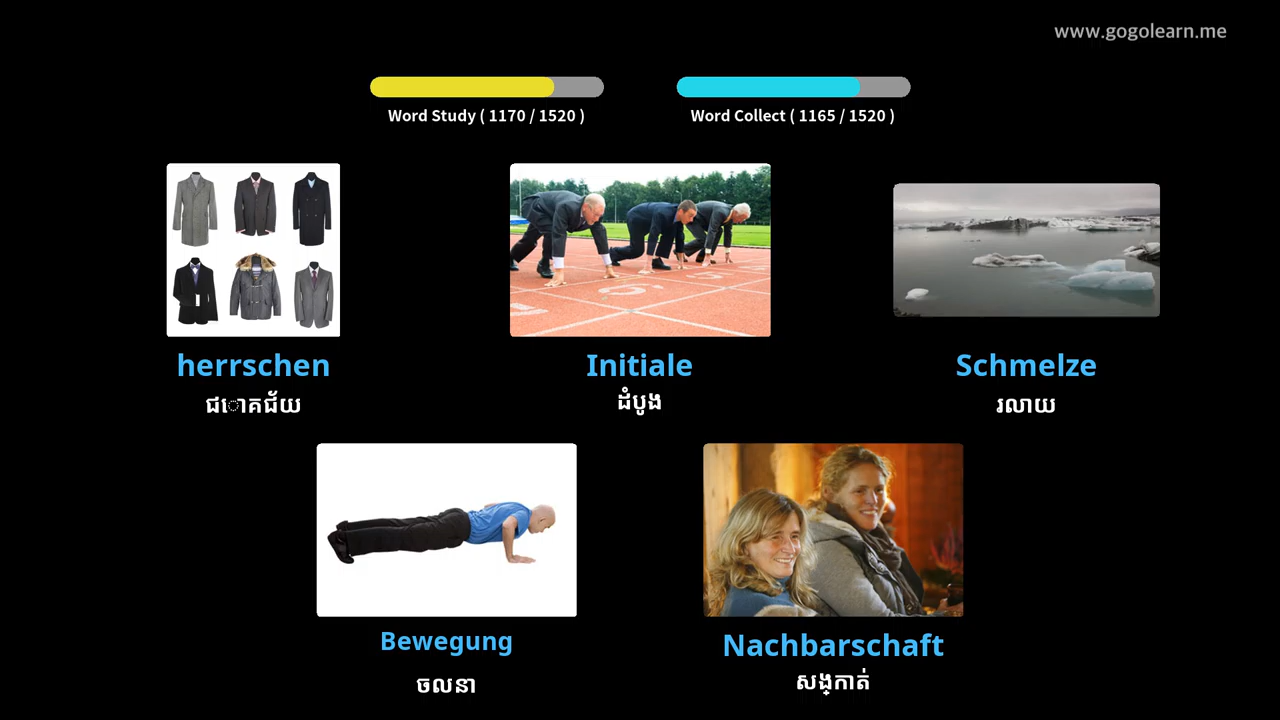 www.gogolearn.me
Word Study ( 1170 / 1520 )
Word Collect ( 1165 / 1520 )
herrschen
ជោគជ័យ
Initiale
ដំបូង
Schmelze
រលាយ
Bewegung
ចលនា
Nachbarschaft
សង្កាត់